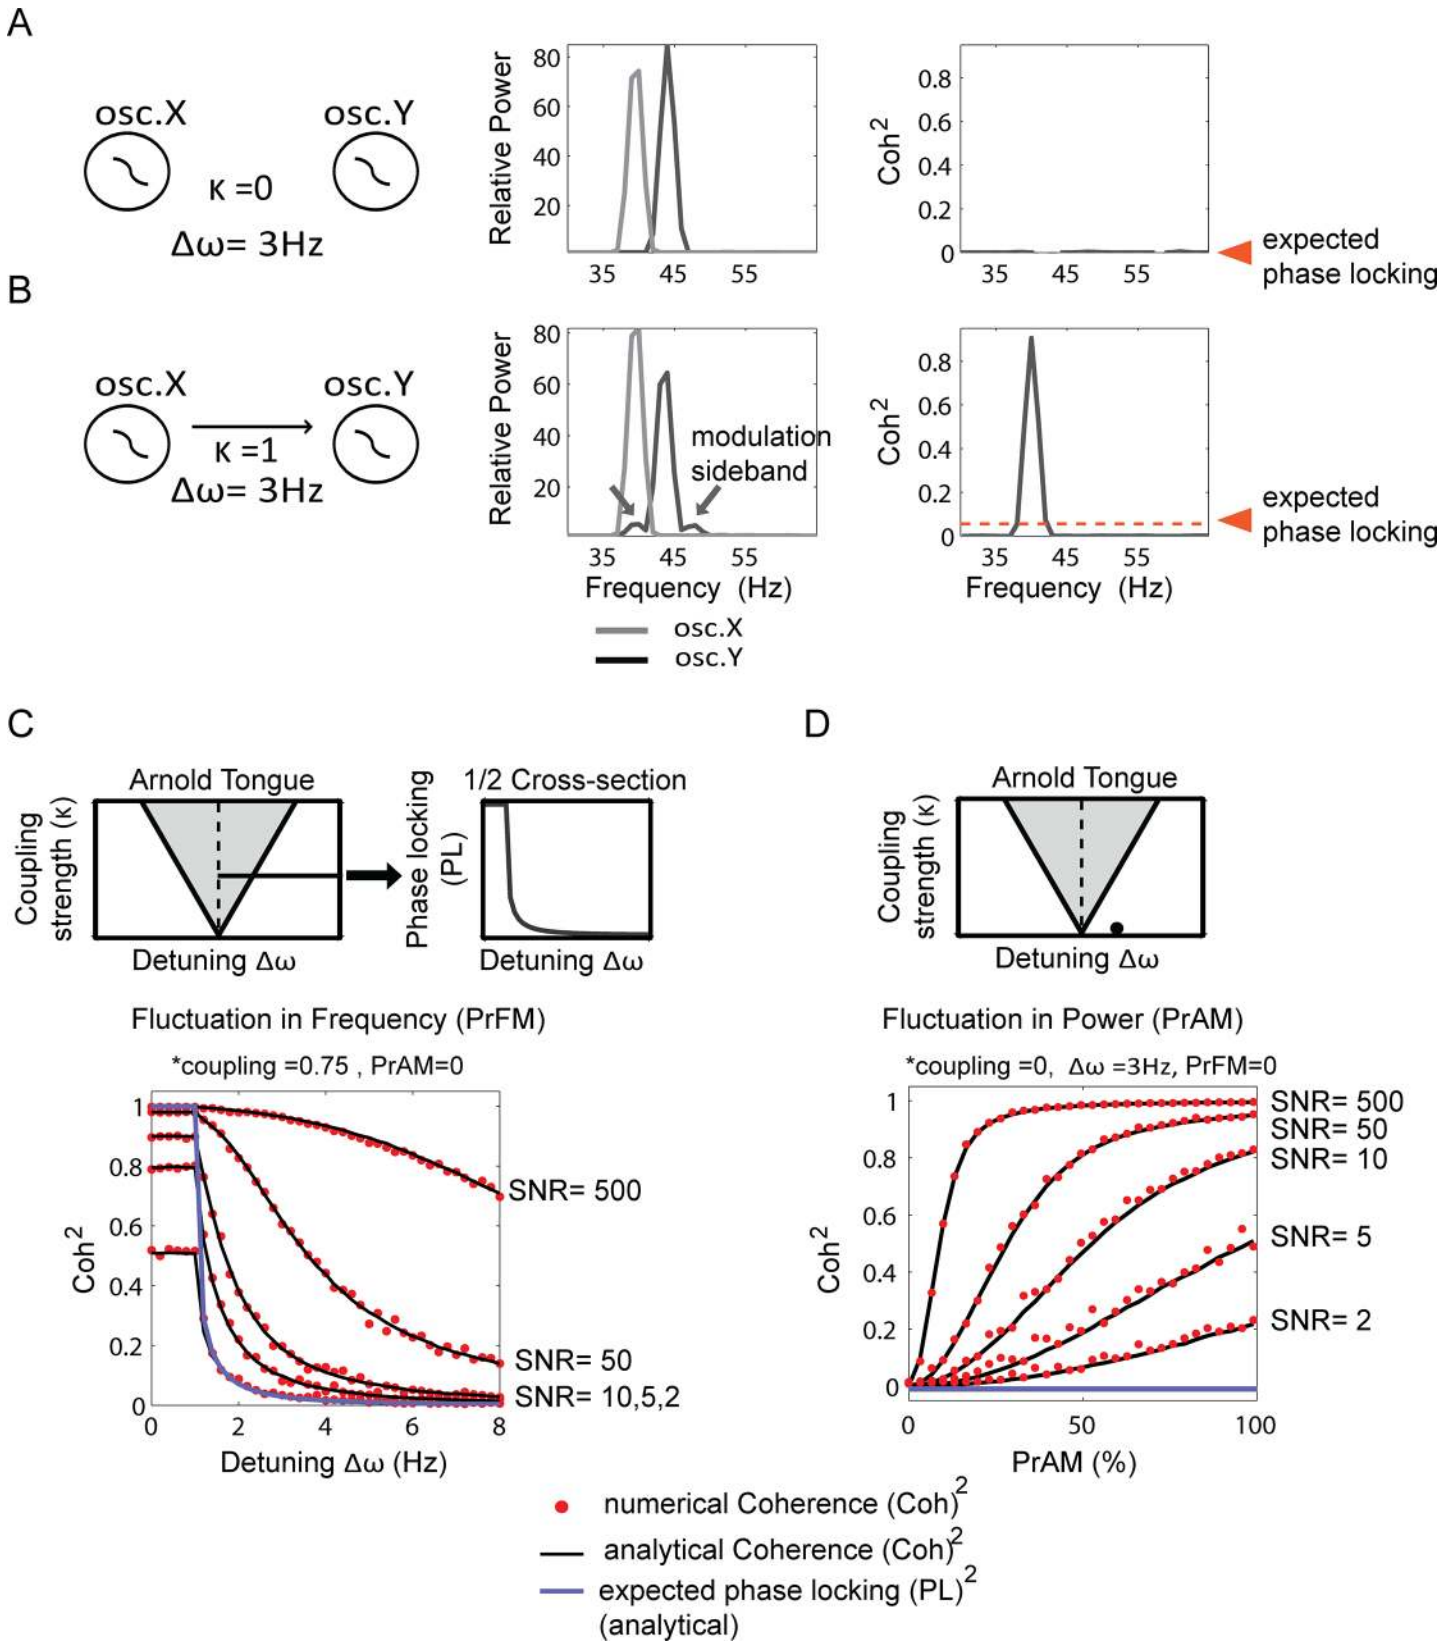 A
osc.X
osc.Y
κ =0
Δω= 3Hz
Relative Power
80
60
40
20
35
45
55
Coh²
0.8
0.6
0.4
0.2
0
35
45
55
expected
phase locking
B
osc.X
osc.Y
κ =1
Δω= 3Hz
Relative Power
80
60
40
20
modulation
sideband
35
45
55
Frequency (Hz)
osc.X
osc.Y
Coh²
0.8
0.6
0.4
0.2
0
35
45
55
Frequency (Hz)
expected
phase locking
C
Arnold Tongue
Coupling
strength (κ)
Detuning Δω
1/2 Cross-section
Phase locking
(PL)
Detuning Δω
Fluctuation in Frequency (PrFM)
*coupling =0.75 , PrAM=0
Coh²
1
0.8
0.6
0.4
0.2
0
0
2
4
6
8
Detuning Δω (Hz)
SNR= 500
SNR= 50
SNR= 10,5,2
D
Arnold Tongue
Coupling
strength (κ)
Detuning Δω
Fluctuation in Power (PrAM)
*coupling =0, Δω =3Hz, PrFM=0
Coh²
1
0.8
0.6
0.4
0.2
0
0
50
100
PrAM (%)
SNR= 500
SNR= 50
SNR= 10
SNR= 5
SNR= 2
numerical Coherence (Coh)²
analytical Coherence (Coh)²
expected phase locking (PL)²
(analytical)